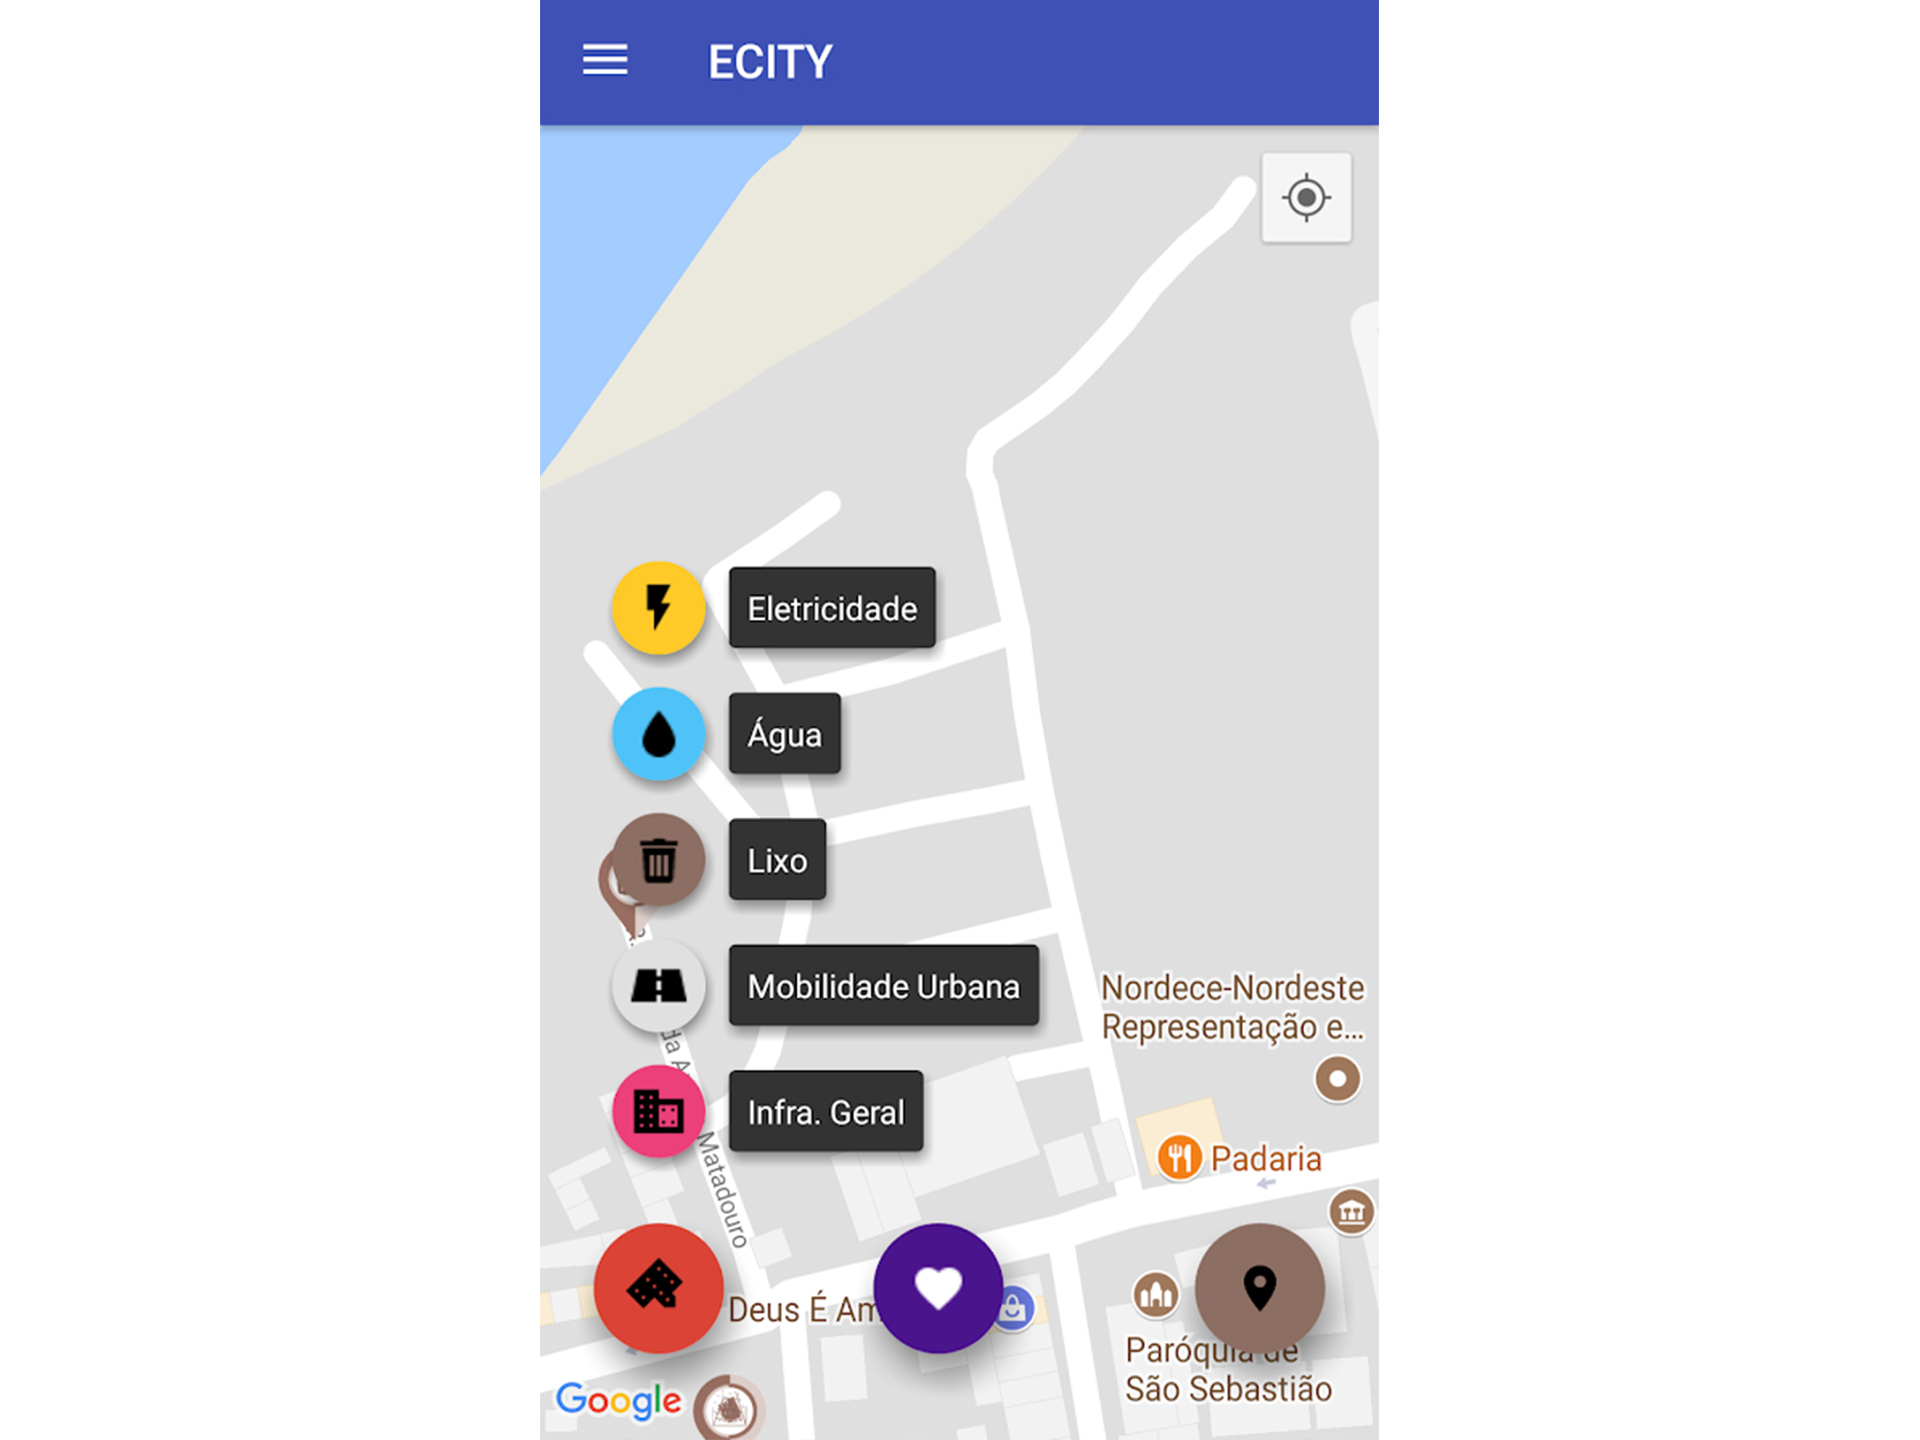 ECITY
Eletricidade
Água
Lixo
Mobilidade Urbana
Nordece-Nordeste
Representação e...
Infra. Geral
Matadouro
Padaria
Deus É Am
Paróquia de
São Sebastião
Google